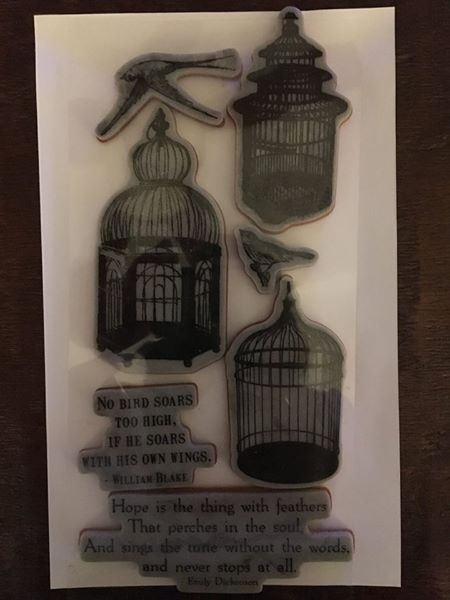 NO BIRD SOARS
TOO HIGH,
IF HE SOARS
WITH HIS OWN WINGS.
- WILLIAM BLAKE
Hope is the thing with feathers
That perches in the soul,
And sings the tune without the words,
and never stops at all.
- Emily Dickenson